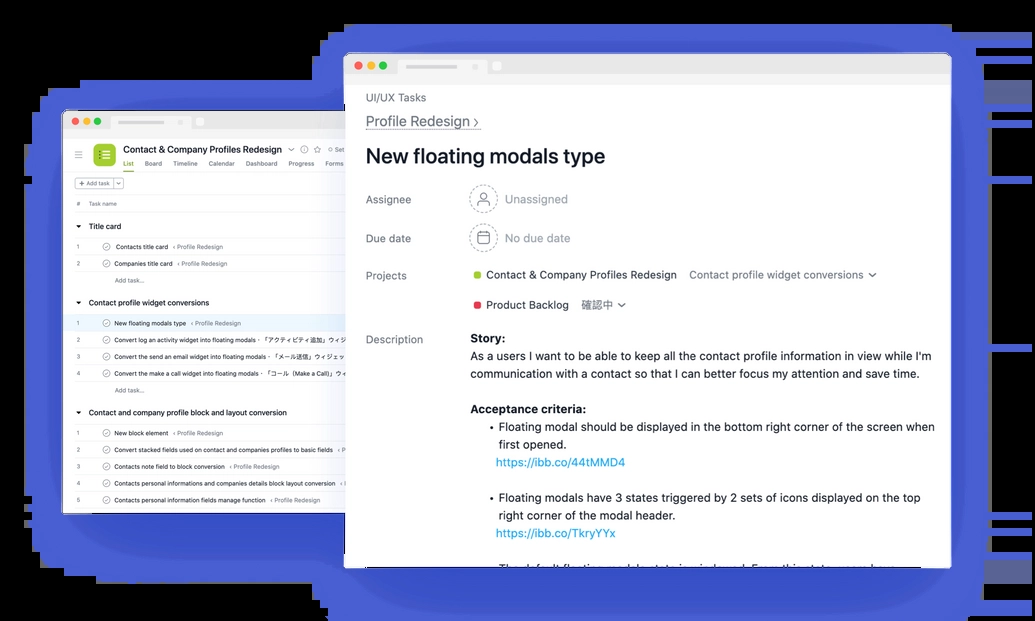 Contact & Company Profiles Redesign
Set
List Board Timeline Calendar Dashboard Progress Forms
+ Add task
# Task name
Title card
1 Contacts title card ‹ Profile Redesign
2 Companies title card ‹ Profile Redesign
Add task...
Contact profile widget conversions
1 New floating modals type ‹ Profile Redesign
2 Convert log an activity widget into floating modals・「アクティビティ追加」ウィジ
3 Convert the send an email widget into floating modals・「メール送信」ウィジェッ
4 Convert the make a call widget into floating modals・「コール（Make a Call)」ウィ
Add task...
Contact and company profile block and layout conversion
1 New block element ‹ Profile Redesign
2 Convert stacked fields used on contact and companies profiles to basic fields ‹ P
3 Contacts note field to block conversion ‹ Profile Redesign
4 Contacts personal informations and companies details block layout conversion ‹
5 Contacts personal information fields manage function ‹ Profile Redesign
UI/UX Tasks
Profile Redesign ›
New floating modals type
Assignee Unassigned
Due date No due date
Projects Contact & Company Profiles Redesign Contact profile widget conversions
Product Backlog 確認中
Description Story:
As a users I want to be able to keep all the contact profile information in view while I'm
communication with a contact so that I can better focus my attention and save time.
Acceptance criteria:
• Floating modal should be displayed in the bottom right corner of the screen when
first opened.
https://ibb.co/44tMMD4
• Floating modals have 3 states triggered by 2 sets of icons displayed on the top
right corner of the modal header.
https://ibb.co/TkryYYx